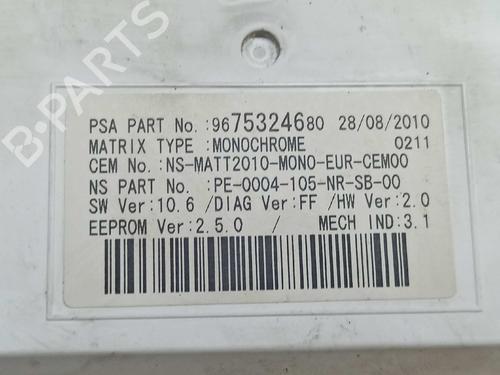 PSA PART No.:9675324680 28/08/2010
MATRIX TYPE :MONOCHROME 0211
CEM No.:NS-MATT2010-MONO-EUR-CEM00
NS PART No.:PE-0004-105-NR-SB-00
SW Ver:10.6 /DIAG Ver:FF /HW Ver:2.0
EEPROM Ver:2.5.0 / MECH IND:3.1
B-PARTS